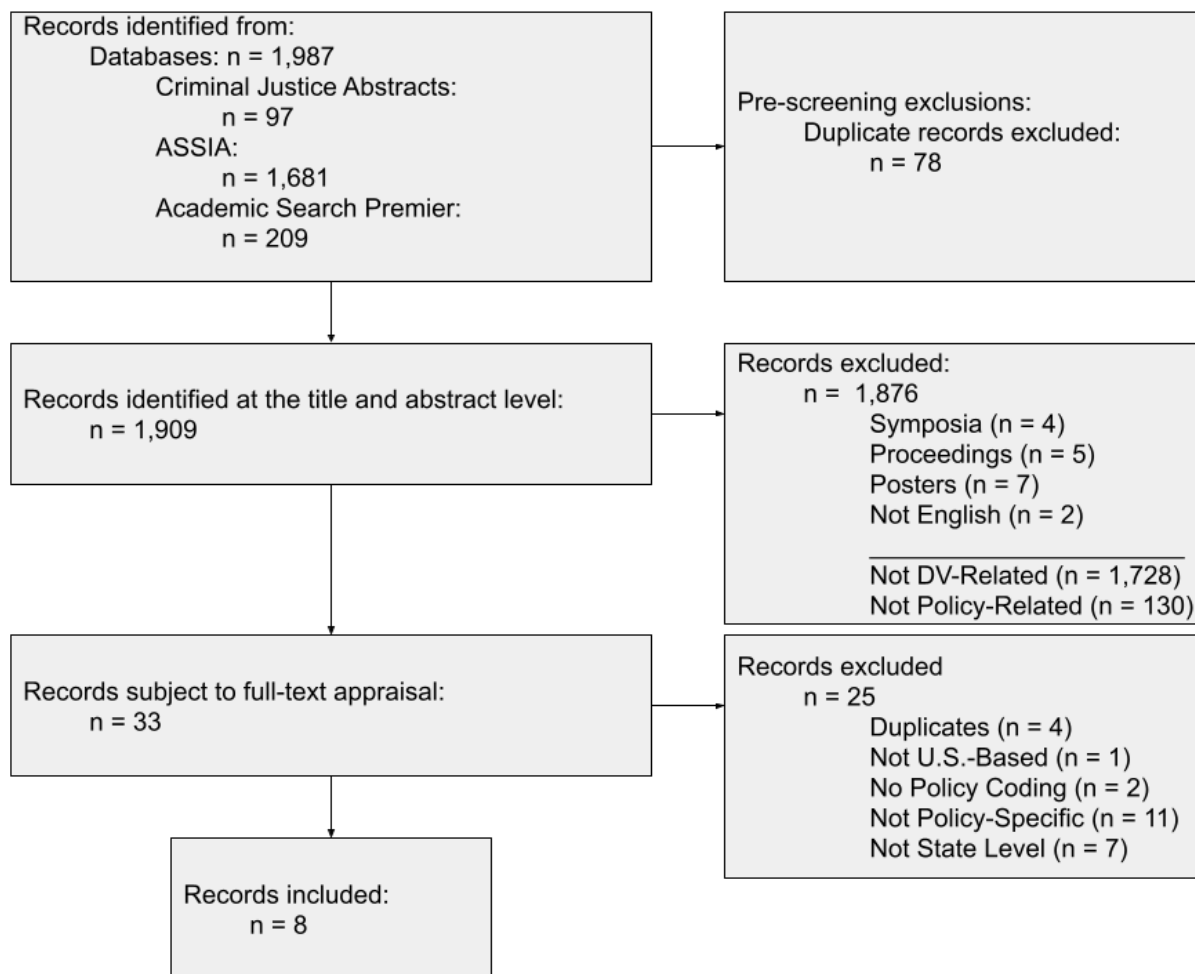 Records identified from:
Databases: n = 1,987
Criminal Justice Abstracts:
n = 97
ASSIA:
n = 1,681
Academic Search Premier:
n = 209
Pre-screening exclusions:
Duplicate records excluded:
n = 78
Records identified at the title and abstract level:
n = 1,909
Records excluded:
n = 1,876
Symposia (n = 4)
Proceedings (n = 5)
Posters (n = 7)
Not English (n = 2)
Not DV-Related (n = 1,728)
Not Policy-Related (n = 130)
Records subject to full-text appraisal:
n = 33
Records excluded
n = 25
Duplicates (n = 4)
Not U.S.-Based (n = 1)
No Policy Coding (n = 2)
Not Policy-Specific (n = 11)
Not State Level (n = 7)
Records included:
n = 8